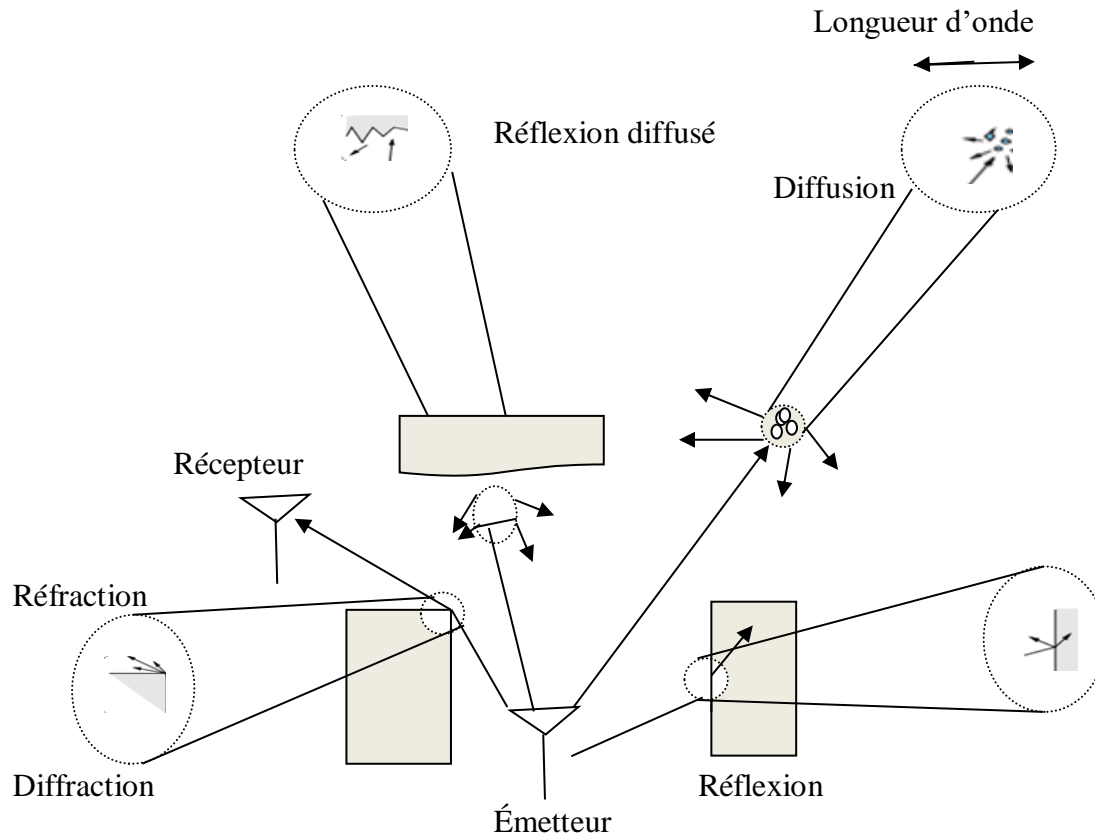 Longueur d’onde
Réflexion diffusé
Diffusion
Récepteur
Réfraction
Diffraction
Réflexion
Émetteur